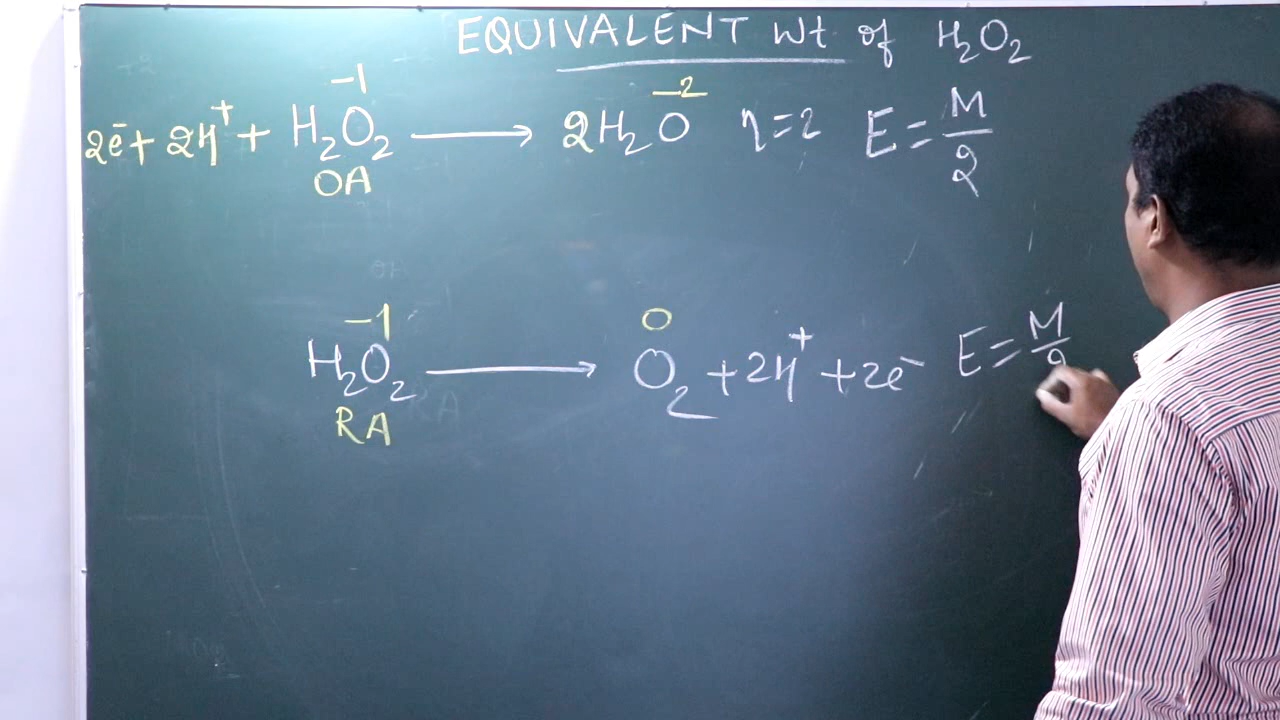 EQUIVALENT Wt of H₂O₂
-1 -2
2e⁻ + 2H⁺ + H₂O₂ ⟶ 2H₂O η=2 E = M/2
OA
-1 0
H₂O₂ ⟶ O₂ + 2H⁺ + 2e⁻ E = M/2
RA